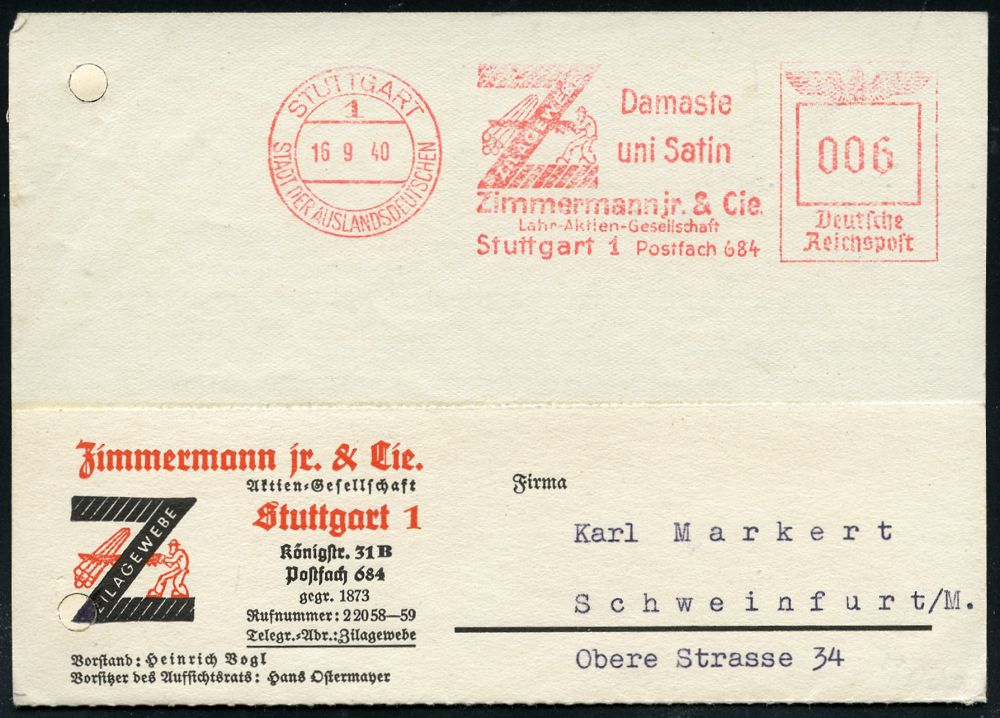 STUTTGART
1
16 9 40
STADT DER AUSLANDSDEUTSCHEN
ZILAGEWEBE
Damaste
uni Satin
Zimmermann jr. & Cie.
Lahr-Aktien-Gesellschaft
Stuttgart 1 Postfach 684
006
Deutsche
Reichspost
Zimmermann jr. & Cie.
Aktien-Gesellschaft
Stuttgart 1
ZILAGEWEBE
Königstr. 31 B
Postfach 684
gegr. 1873
Rufnummer: 2 20 58—59
Telegr.-Adr.: Zilagewebe
Vorstand: Heinrich Vogl
Vorsitzer des Aufsichtsrats: Hans Ostermayer
Firma
Karl Markert
Schweinfurt/M.
Obere Strasse 34